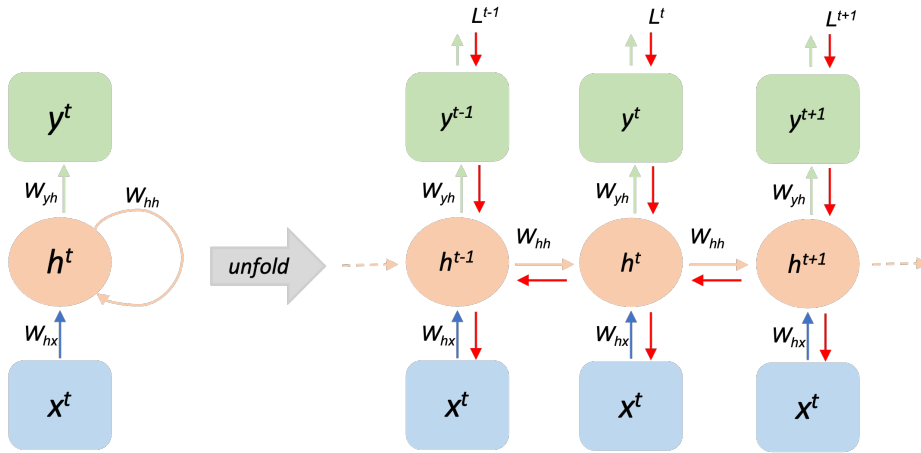 y^t
W_yh
W_hh
h^t
W_hx
x^t
unfold
L^t-1
L^t
L^t+1
y^t-1
y^t
y^t+1
W_yh
W_yh
W_yh
h^t-1
W_hh
h^t
W_hh
h^t+1
W_hx
W_hx
W_hx
x^t
x^t
x^t